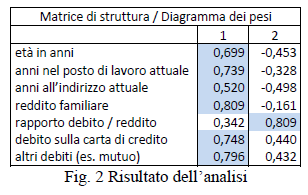 Matrice di struttura / Diagramma dei pesi
1 2
età in anni 0,699 -0,453
anni nel posto di lavoro attuale 0,739 -0,328
anni all'indirizzo attuale 0,520 -0,498
reddito familiare 0,809 -0,161
rapporto debito / reddito 0,342 0,809
debito sulla carta di credito 0,748 0,440
altri debiti (es. mutuo) 0,796 0,432
Fig. 2 Risultato dell'analisi